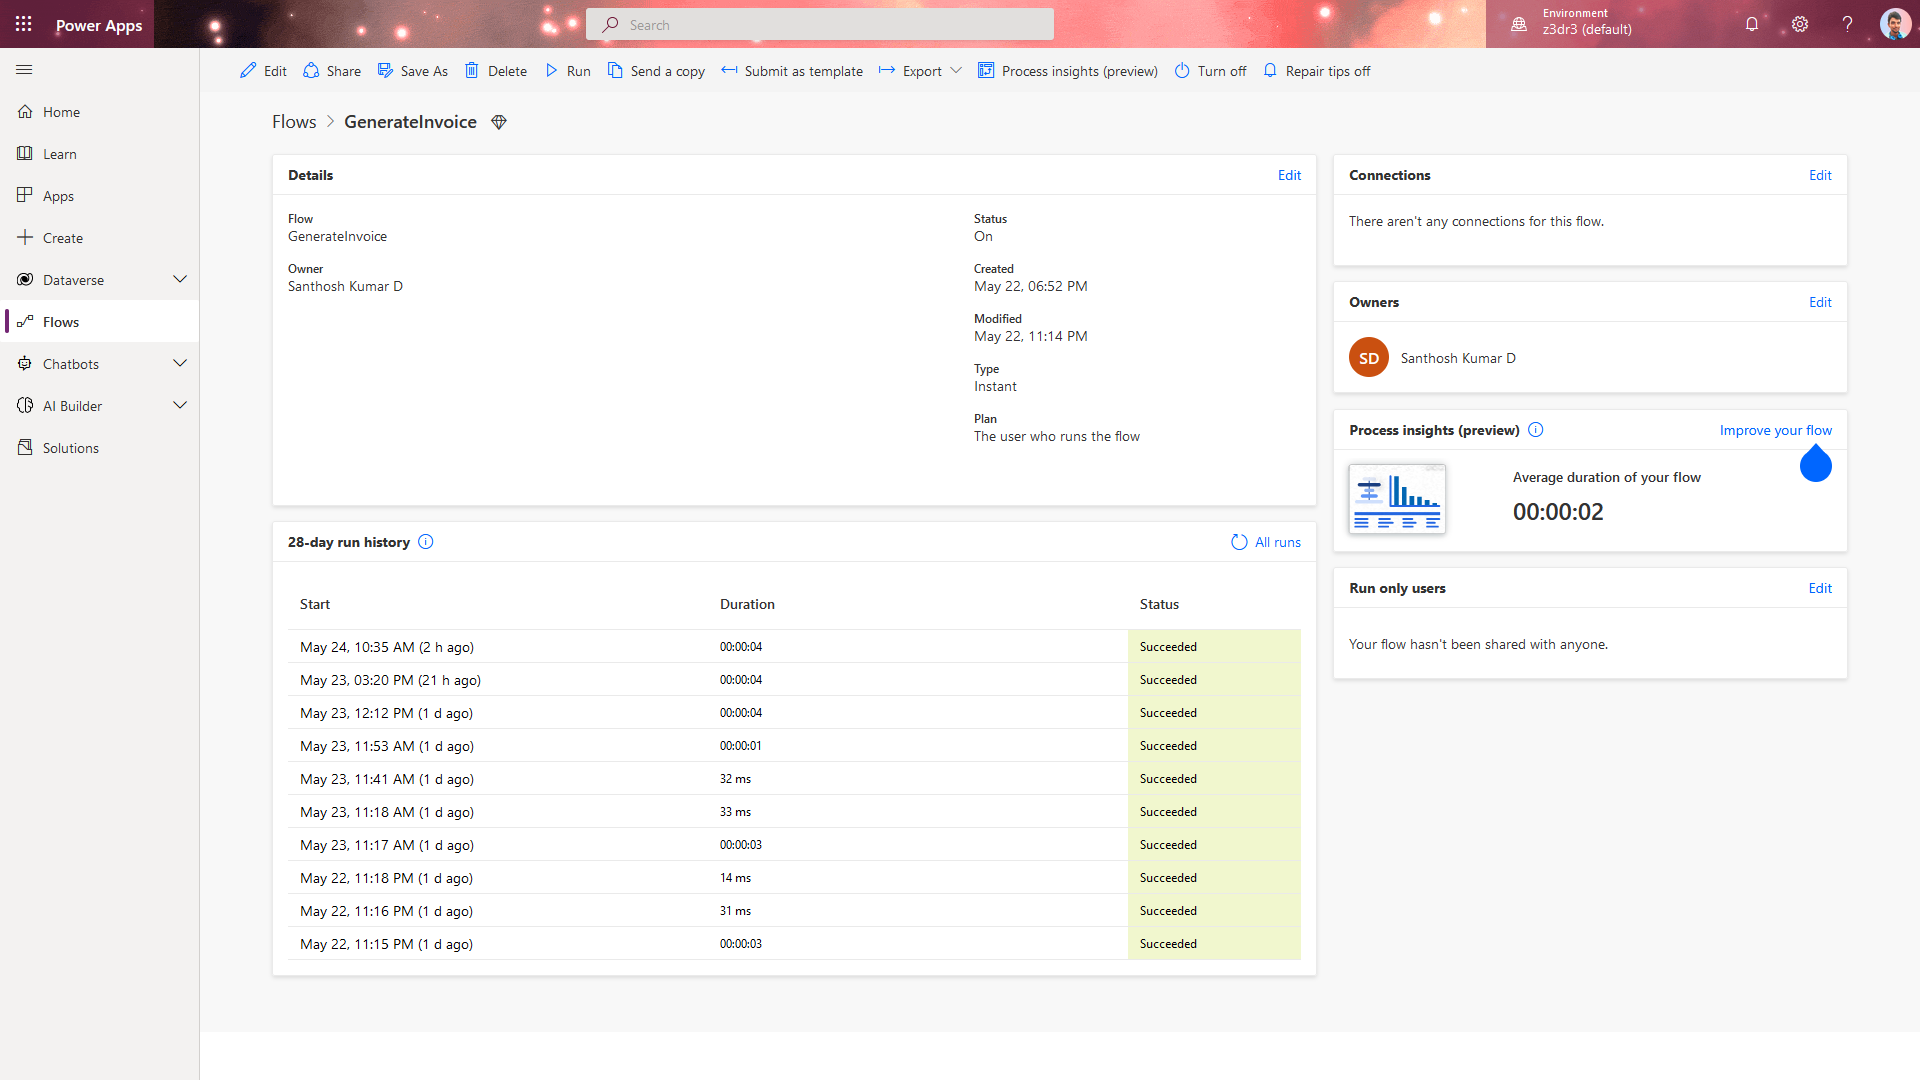 Power Apps
Search
Environment
z3dr3 (default)
Edit
Share
Save As
Delete
Run
Send a copy
Submit as template
Export
Process insights (preview)
Turn off
Repair tips off
Home
Learn
Apps
Create
Dataverse
Flows
Chatbots
AI Builder
Solutions
Flows > GenerateInvoice
Details
Edit
Flow
GenerateInvoice
Owner
Santhosh Kumar D
Status
On
Created
May 22, 06:52 PM
Modified
May 22, 11:14 PM
Type
Instant
Plan
The user who runs the flow
28-day run history
All runs
Start Duration Status
May 24, 10:35 AM (2 h ago) 00:00:04 Succeeded
May 23, 03:20 PM (21 h ago) 00:00:04 Succeeded
May 23, 12:12 PM (1 d ago) 00:00:04 Succeeded
May 23, 11:53 AM (1 d ago) 00:00:01 Succeeded
May 23, 11:41 AM (1 d ago) 32 ms Succeeded
May 23, 11:18 AM (1 d ago) 33 ms Succeeded
May 23, 11:17 AM (1 d ago) 00:00:03 Succeeded
May 22, 11:18 PM (1 d ago) 14 ms Succeeded
May 22, 11:16 PM (1 d ago) 31 ms Succeeded
May 22, 11:15 PM (1 d ago) 00:00:03 Succeeded
Connections
Edit
There aren't any connections for this flow.
Owners
Edit
SD
Santhosh Kumar D
Process insights (preview)
Improve your flow
Average duration of your flow
00:00:02
Run only users
Edit
Your flow hasn't been shared with anyone.